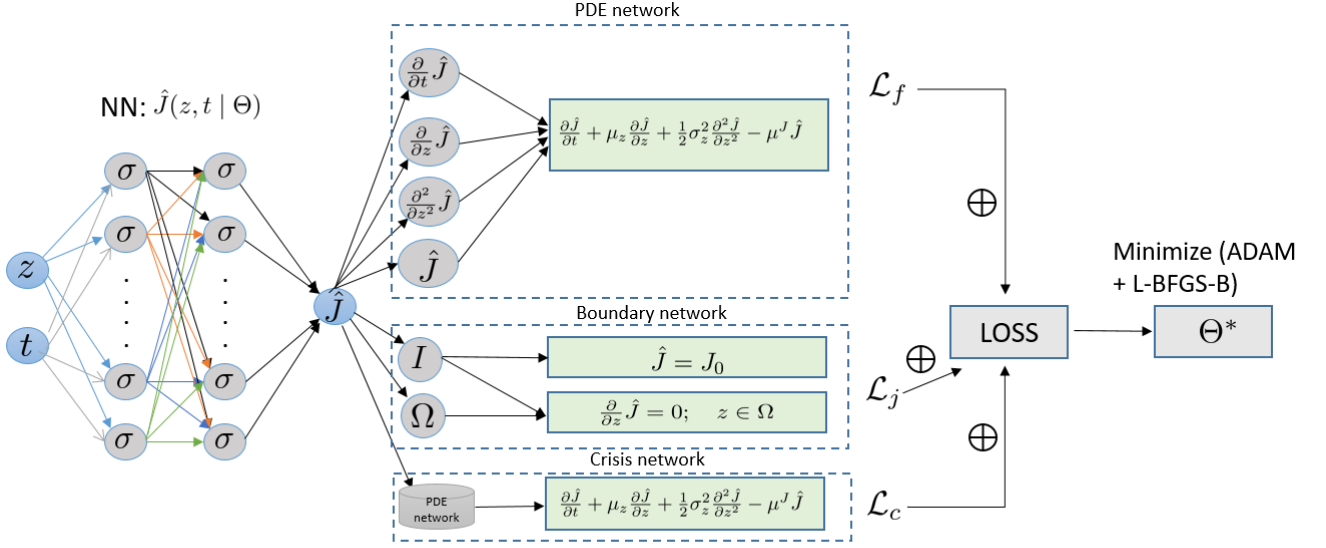 PDE network
NN: Ĵ(z, t | Θ)
∂/∂t Ĵ
∂/∂z Ĵ
∂²/∂z² Ĵ
Ĵ
∂Ĵ/∂t + μ_z ∂Ĵ/∂z + ½σ_z² ∂²Ĵ/∂z² − μ^J Ĵ
σ σ
σ σ
σ σ
σ σ
z
t
Ĵ
Boundary network
I
Ĵ = J₀
Ω
∂/∂z Ĵ = 0; z ∈ Ω
Crisis network
PDE
network
∂Ĵ/∂t + μ_z ∂Ĵ/∂z + ½σ_z² ∂²Ĵ/∂z² − μ^J Ĵ
ℒ_f
⊕
ℒ_j
⊕
ℒ_c
⊕
LOSS
Minimize (ADAM
+ L-BFGS-B)
Θ*